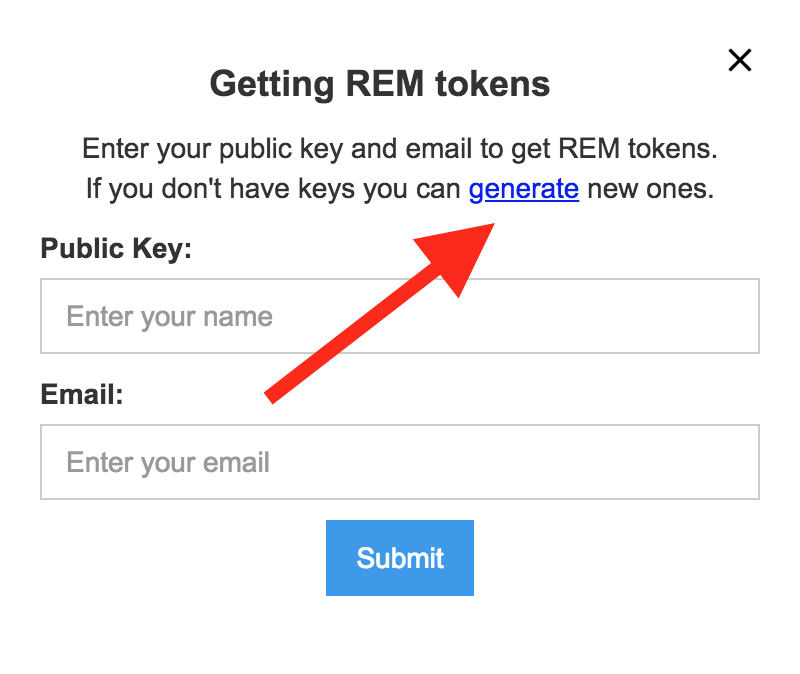 Getting REM tokens
Enter your public key and email to get REM tokens.
If you don't have keys you can generate new ones.
Public Key:
Enter your name
Email:
Enter your email
Submit